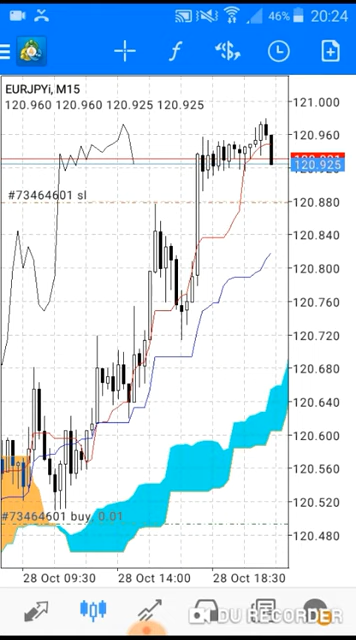 46% 20:24
EURJPYi, M15
120.960 120.960 120.925 120.925
121.000
120.960
120.925
#73464601 sl
120.880
120.840
120.800
120.760
120.720
120.680
120.640
120.600
120.560
120.520
#73464601 buy, 0.01
120.480
28 Oct 09:30
28 Oct 14:00
28 Oct 18:30
DU RECORDER